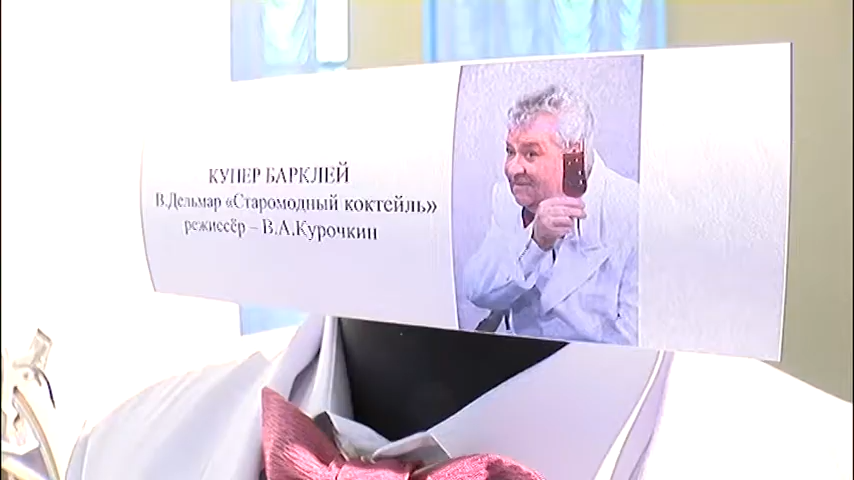 КУПЕР БАРКЛЕЙ
В.Дельмар «Старомодный коктейль»
режиссёр – В.А.Курочкин